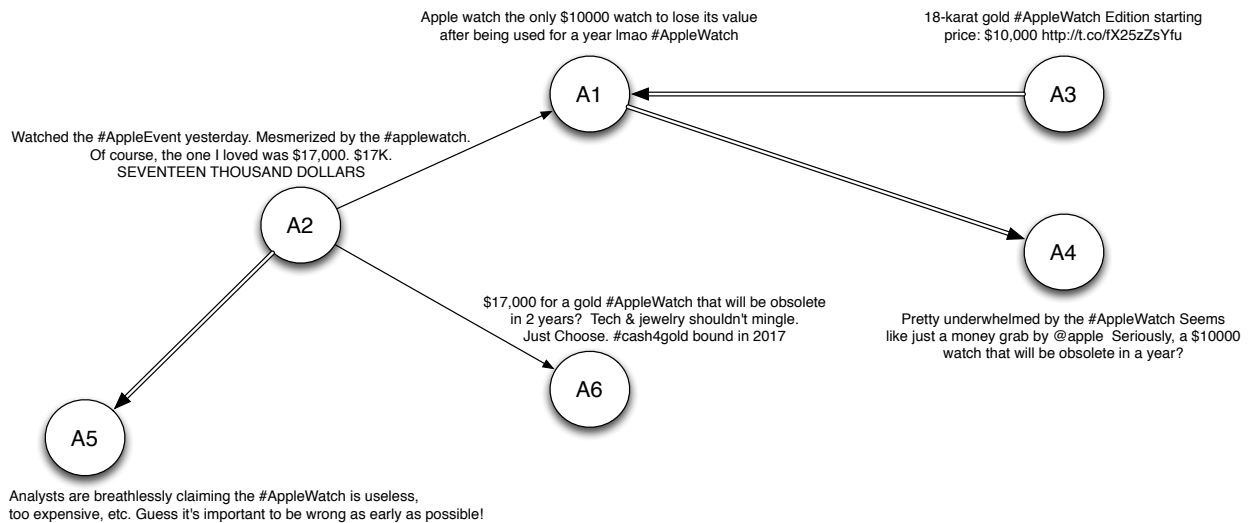 Apple watch the only $10000 watch to lose its value
after being used for a year lmao #AppleWatch
18-karat gold #AppleWatch Edition starting
price: $10,000 http://t.co/fX25zZsYfu
A1
A3
Watched the #AppleEvent yesterday. Mesmerized by the #applewatch.
Of course, the one I loved was $17,000. $17K.
SEVENTEEN THOUSAND DOLLARS
A2
A4
$17,000 for a gold #AppleWatch that will be obsolete
in 2 years? Tech & jewelry shouldn't mingle.
Just Choose. #cash4gold bound in 2017
Pretty underwhelmed by the #AppleWatch Seems
like just a money grab by @apple Seriously, a $10000
watch that will be obsolete in a year?
A6
A5
Analysts are breathlessly claiming the #AppleWatch is useless,
too expensive, etc. Guess it's important to be wrong as early as possible!